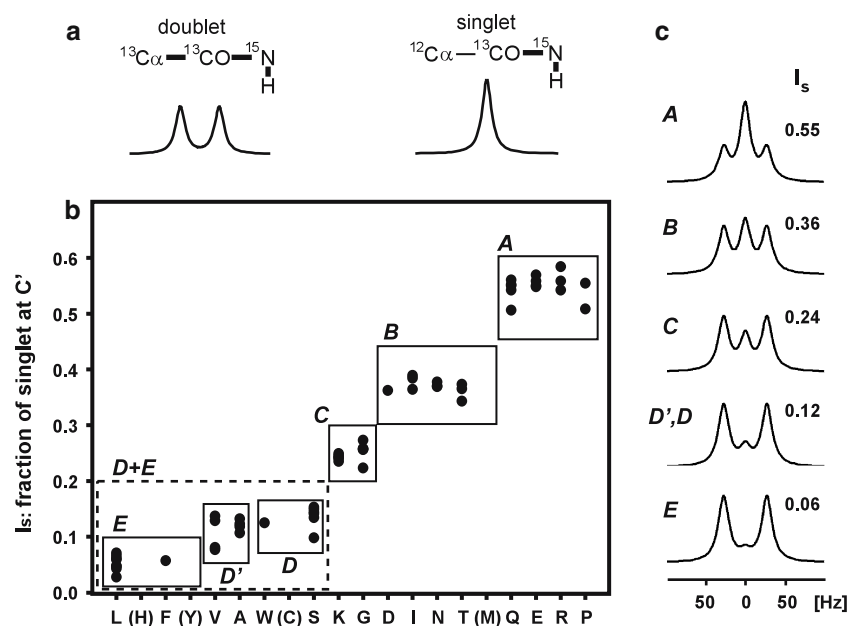 a
doublet
¹³Cα—¹³CO—¹⁵N
H
singlet
¹²Cα—¹³CO—¹⁵N
H
b
Is: fraction of singlet at C'
0.6
0.5
0.4
0.3
0.2
0.1
0.0
A
B
C
D+E
E
D'
D
L (H) F (Y) V A W (C) S K G D I N T (M) Q E R P
c
Is
A 0.55
B 0.36
C 0.24
D',D 0.12
E 0.06
50 0 50 [Hz]